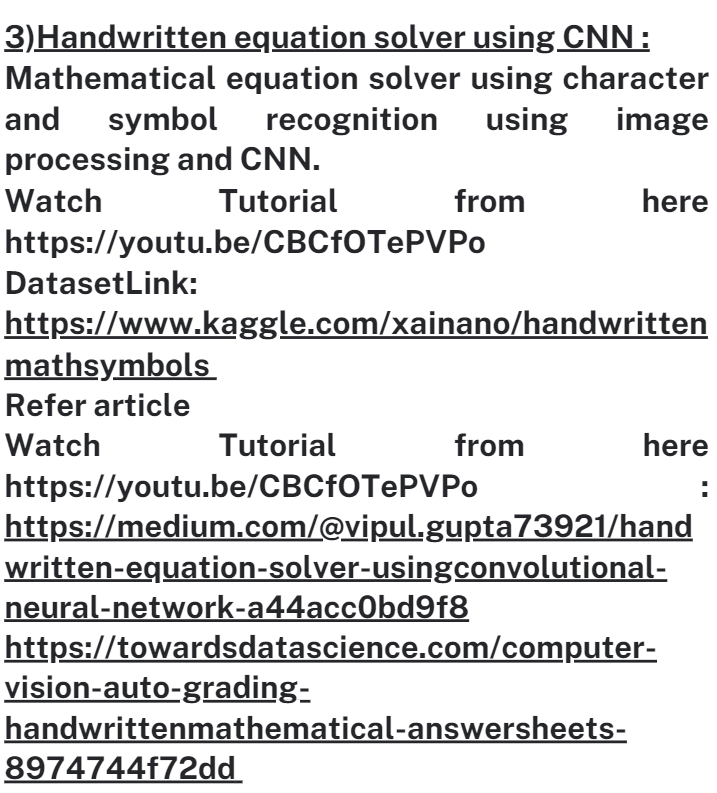 3)Handwritten equation solver using CNN :
Mathematical equation solver using character
and symbol recognition using image
processing and CNN.
Watch Tutorial from here
https://youtu.be/CBCfOTePVPo
DatasetLink:
https://www.kaggle.com/xainano/handwritten
mathsymbols
Refer article
Watch Tutorial from here
https://youtu.be/CBCfOTePVPo :
https://medium.com/@vipul.gupta73921/hand
written-equation-solver-usingconvolutional-
neural-network-a44acc0bd9f8
https://towardsdatascience.com/computer-
vision-auto-grading-
handwrittenmathematical-answersheets-
8974744f72dd